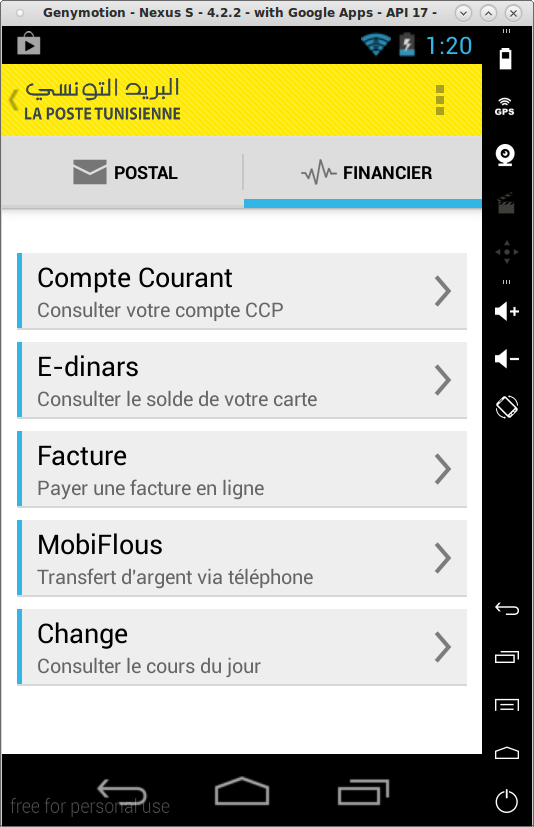 Genymotion - Nexus S - 4.2.2 - with Google Apps - API 17 -
1:20
البريد التونسي
LA POSTE TUNISIENNE
GPS
POSTAL
FINANCIER
Compte Courant
Consulter votre compte CCP
E-dinars
Consulter le solde de votre carte
Facture
Payer une facture en ligne
MobiFlous
Transfert d'argent via téléphone
Change
Consulter le cours du jour
free for personal use